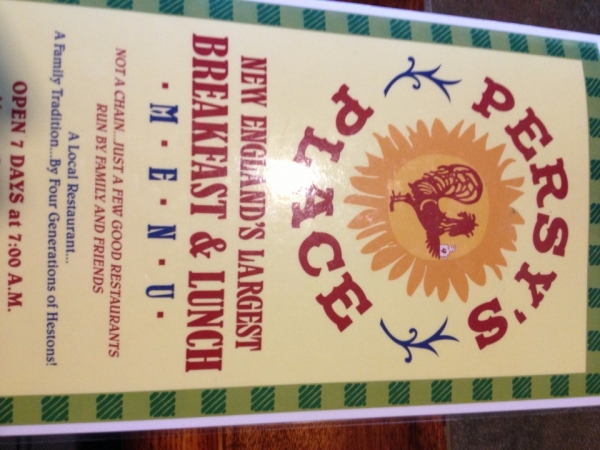 PERSY'S
PLACE
NEW ENGLAND'S LARGEST
BREAKFAST & LUNCH
· M · E · N · U ·
NOT A CHAIN...JUST A FEW GOOD RESTAURANTS
RUN BY FAMILY AND FRIENDS
A Local Restaurant...
A Family Tradition...By Four Generations of Hestons!
OPEN 7 DAYS at 7:00 A.M.